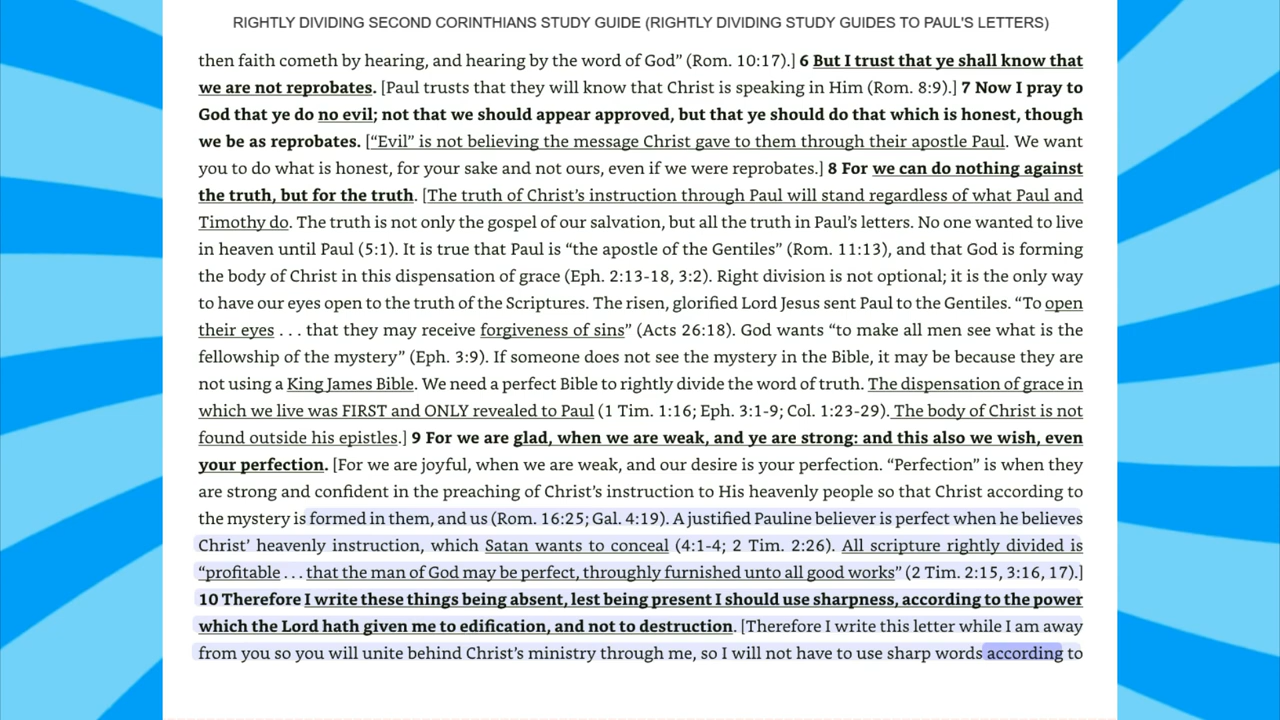 RIGHTLY DIVIDING SECOND CORINTHIANS STUDY GUIDE (RIGHTLY DIVIDING STUDY GUIDES TO PAUL'S LETTERS)
then faith cometh by hearing, and hearing by the word of God” (Rom. 10:17).] 6 But I trust that ye shall know that
we are not reprobates. [Paul trusts that they will know that Christ is speaking in Him (Rom. 8:9).] 7 Now I pray to
God that ye do no evil; not that we should appear approved, but that ye should do that which is honest, though
we be as reprobates. [“Evil” is not believing the message Christ gave to them through their apostle Paul. We want
you to do what is honest, for your sake and not ours, even if we were reprobates.] 8 For we can do nothing against
the truth, but for the truth. [The truth of Christ’s instruction through Paul will stand regardless of what Paul and
Timothy do. The truth is not only the gospel of our salvation, but all the truth in Paul’s letters. No one wanted to live
in heaven until Paul (5:1). It is true that Paul is “the apostle of the Gentiles” (Rom. 11:13), and that God is forming
the body of Christ in this dispensation of grace (Eph. 2:13-18, 3:2). Right division is not optional; it is the only way
to have our eyes open to the truth of the Scriptures. The risen, glorified Lord Jesus sent Paul to the Gentiles. “To open
their eyes . . . that they may receive forgiveness of sins” (Acts 26:18). God wants “to make all men see what is the
fellowship of the mystery” (Eph. 3:9). If someone does not see the mystery in the Bible, it may be because they are
not using a King James Bible. We need a perfect Bible to rightly divide the word of truth. The dispensation of grace in
which we live was FIRST and ONLY revealed to Paul (1 Tim. 1:16; Eph. 3:1-9; Col. 1:23-29). The body of Christ is not
found outside his epistles.] 9 For we are glad, when we are weak, and ye are strong: and this also we wish, even
your perfection. [For we are joyful, when we are weak, and our desire is your perfection. “Perfection” is when they
are strong and confident in the preaching of Christ’s instruction to His heavenly people so that Christ according to
the mystery is formed in them, and us (Rom. 16:25; Gal. 4:19). A justified Pauline believer is perfect when he believes
Christ’ heavenly instruction, which Satan wants to conceal (4:1-4; 2 Tim. 2:26). All scripture rightly divided is
“profitable . . . that the man of God may be perfect, throughly furnished unto all good works” (2 Tim. 2:15, 3:16, 17).]
10 Therefore I write these things being absent, lest being present I should use sharpness, according to the power
which the Lord hath given me to edification, and not to destruction. [Therefore I write this letter while I am away
from you so you will unite behind Christ’s ministry through me, so I will not have to use sharp words according to